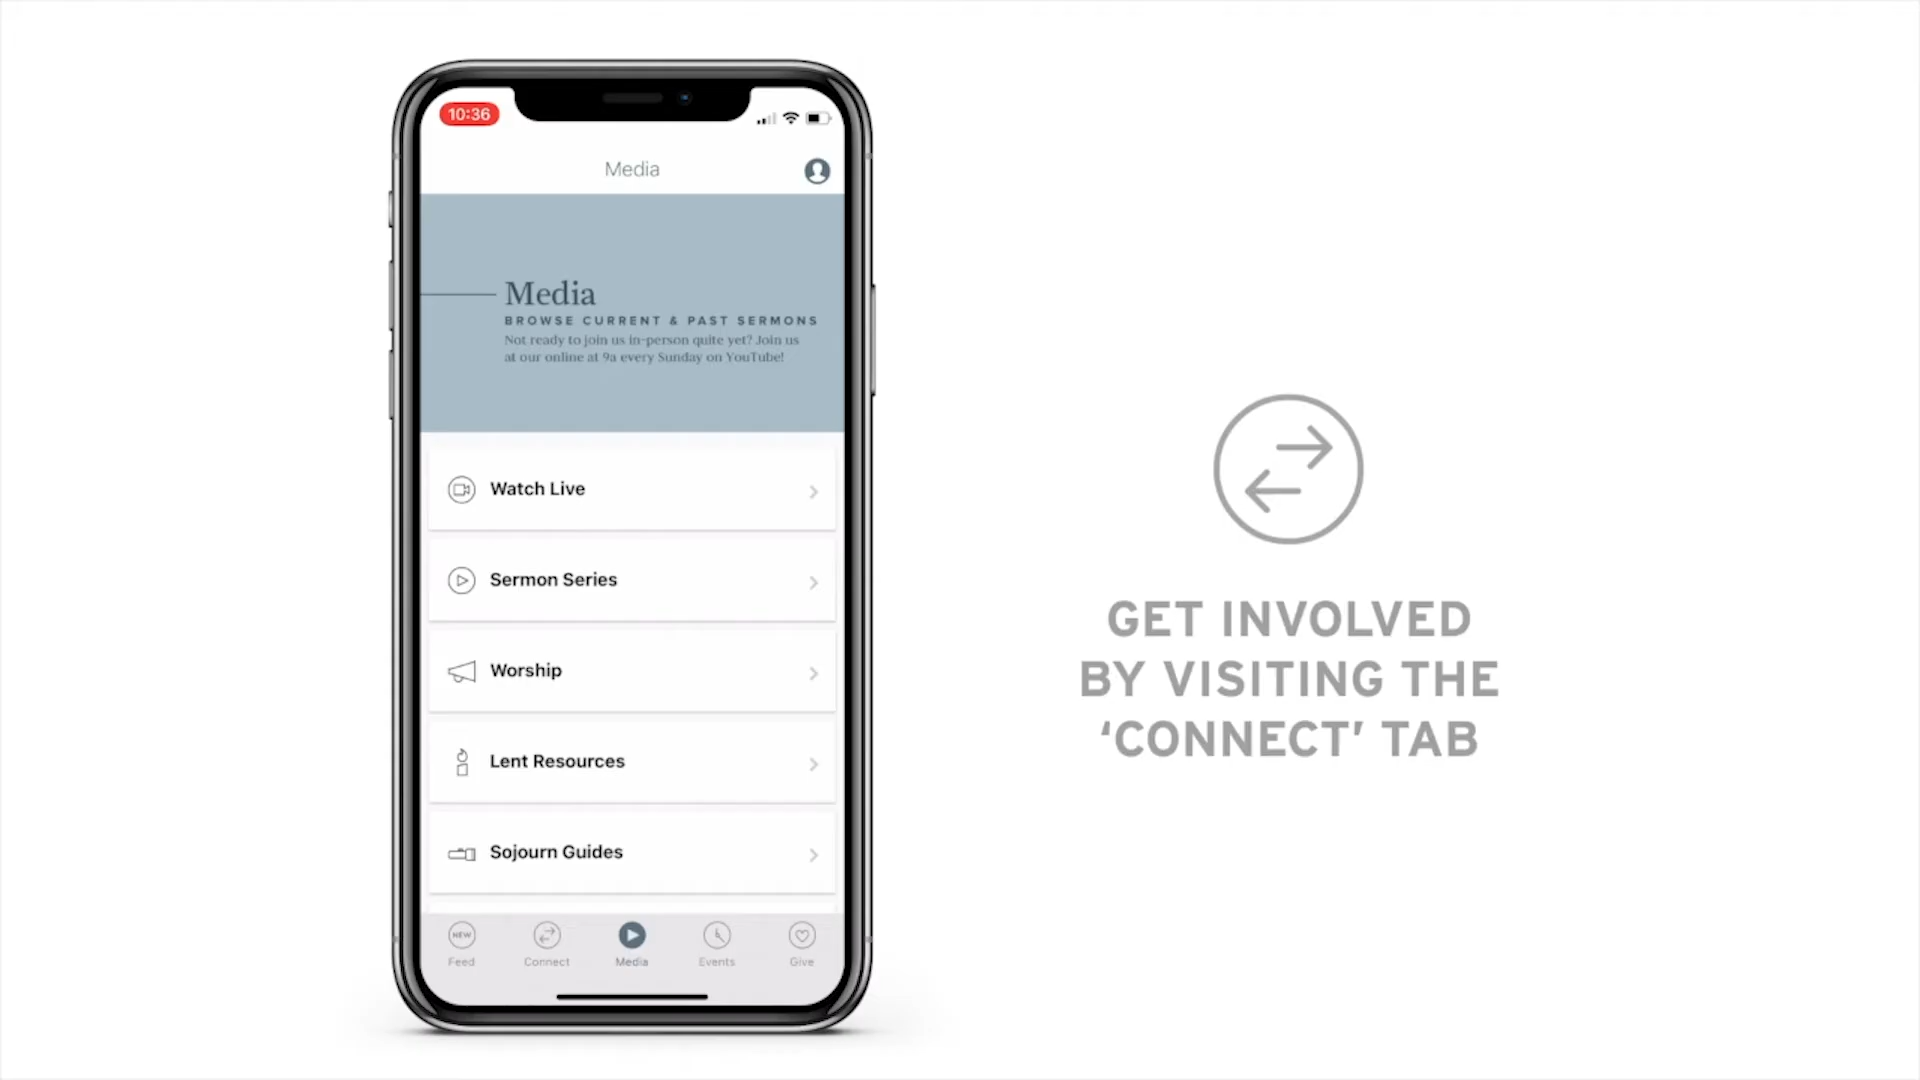 10:36
Media
Media
BROWSE CURRENT & PAST SERMONS
Not ready to join us in-person quite yet? Join us
at our online at 9a every Sunday on YouTube!
Watch Live
Sermon Series
Worship
Lent Resources
Sojourn Guides
NEW
Feed
Connect
Media
Events
Give
GET INVOLVED
BY VISITING THE
‘CONNECT’ TAB